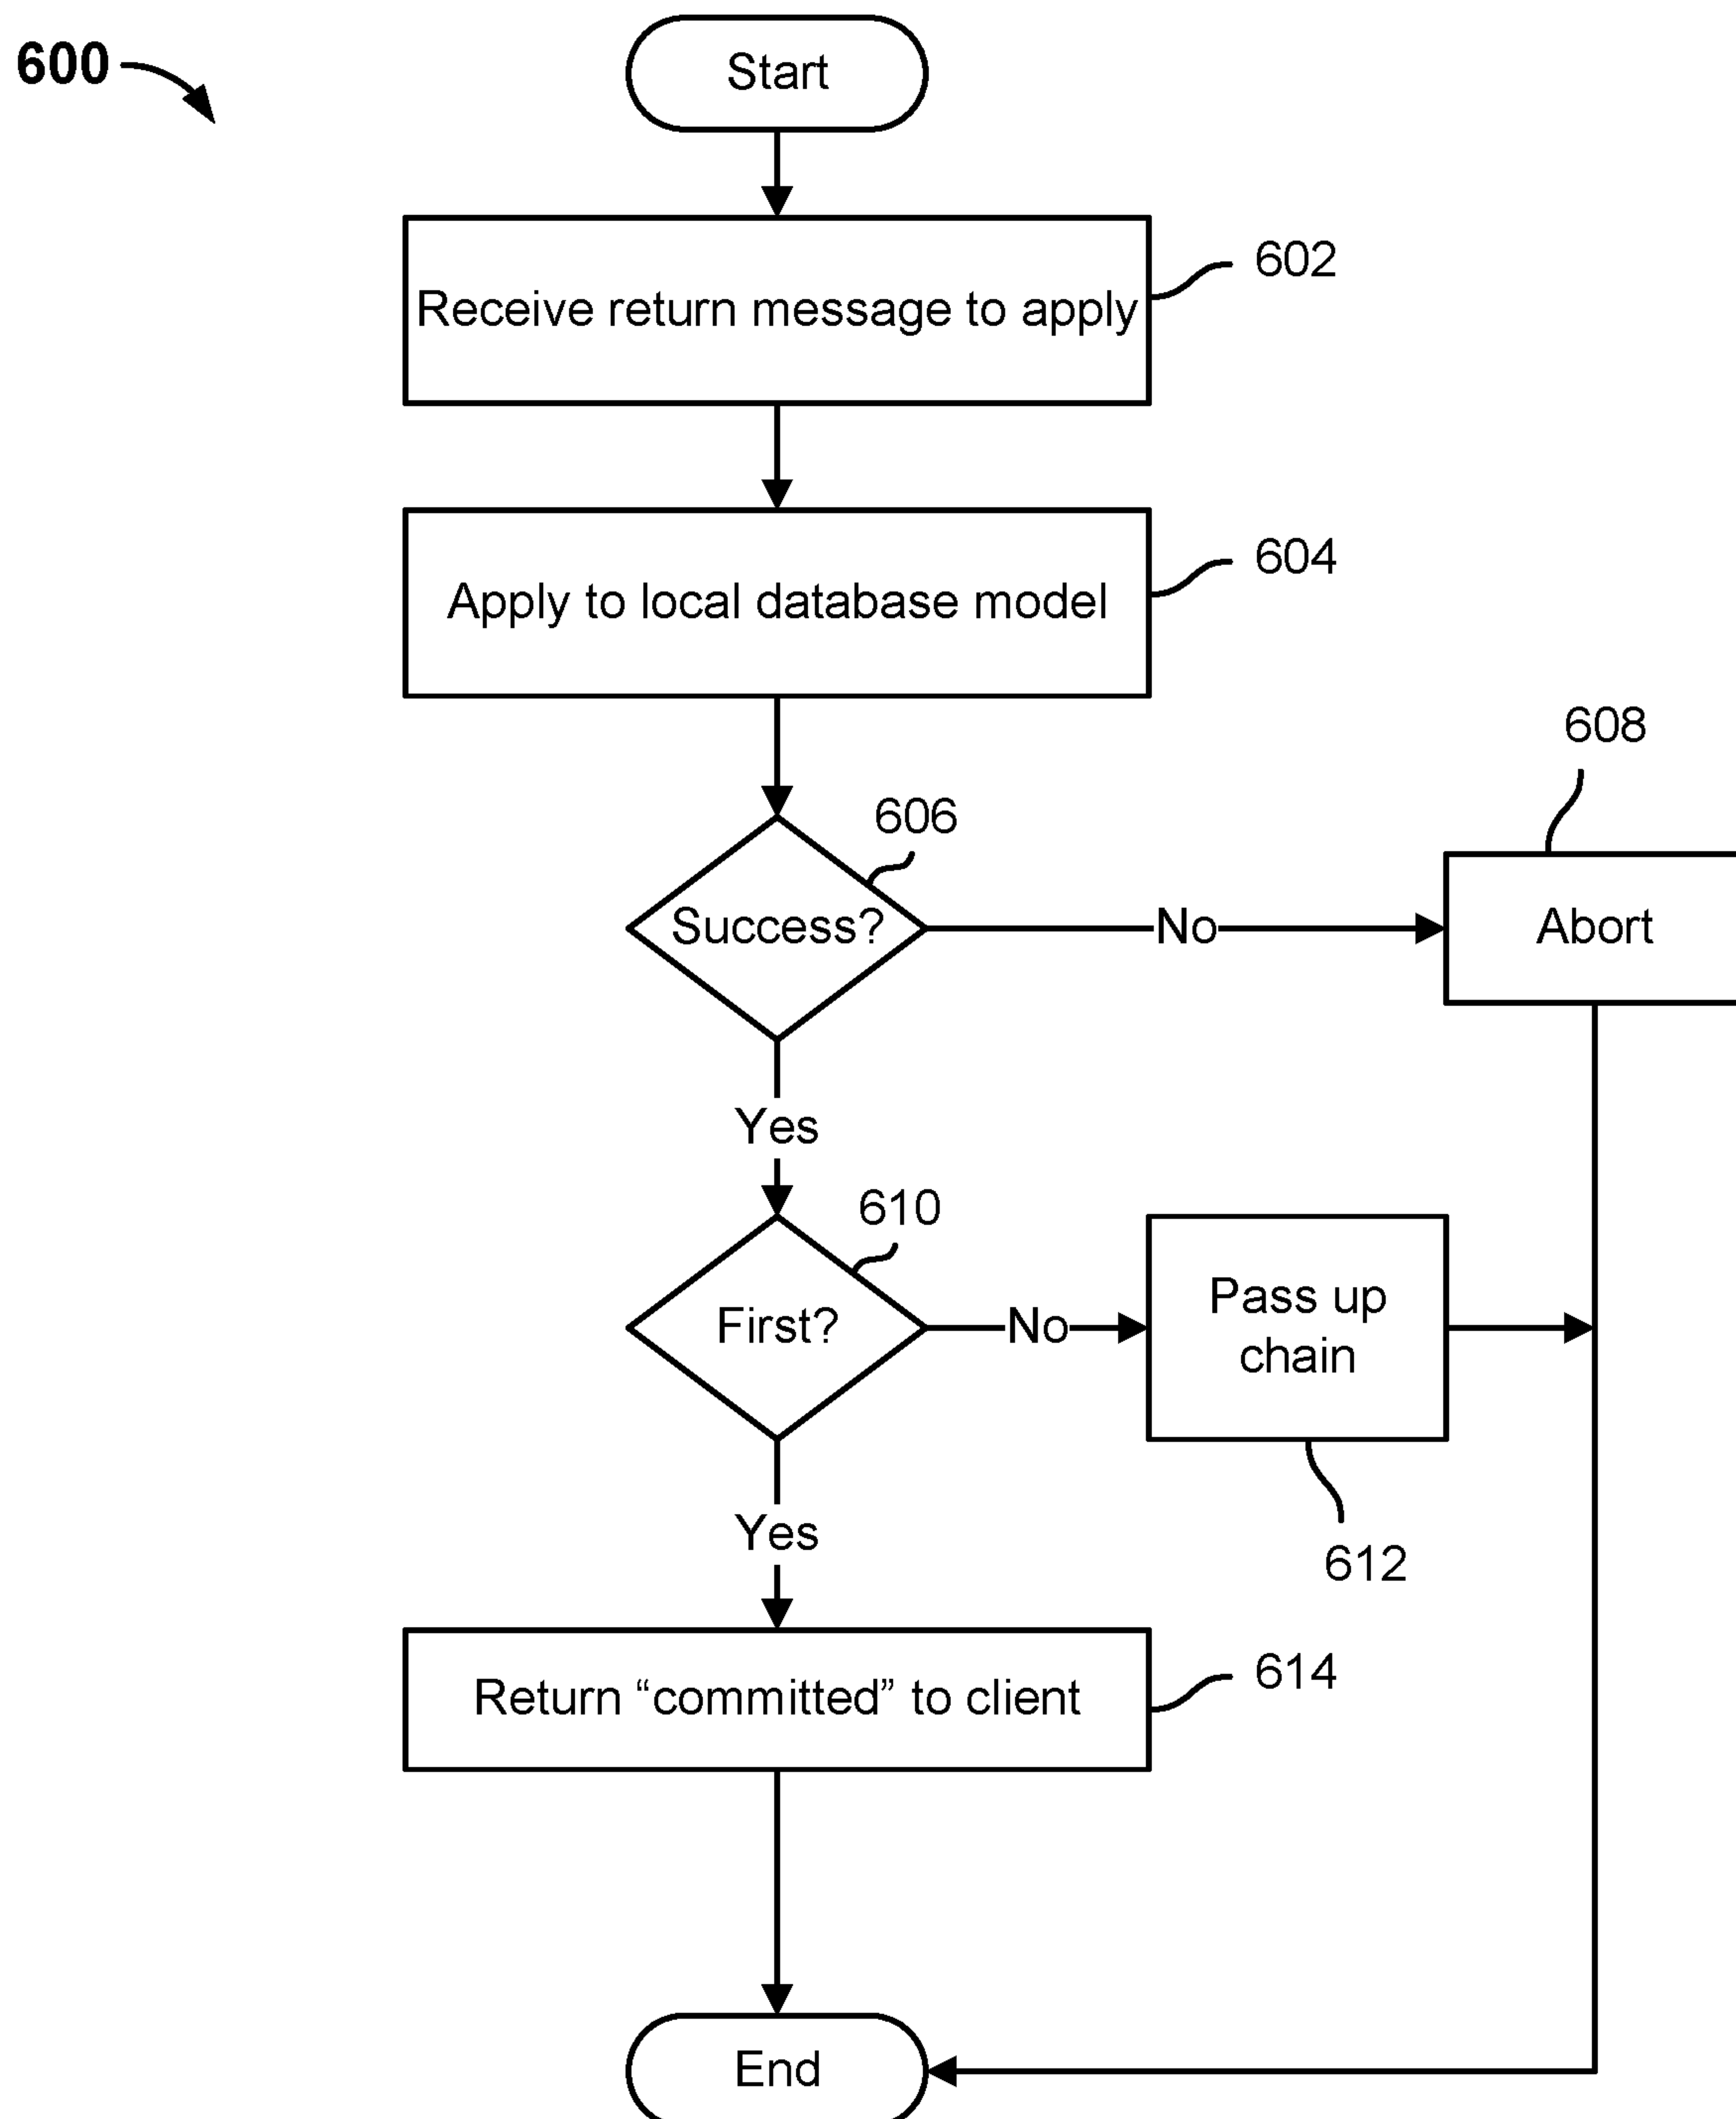 600
Start
Receive return message to apply
602
Apply to local database model
604
606
608
Success?
No
Abort
Yes
610
First?
No
Pass up
chain
612
Yes
Return “committed” to client
614
End